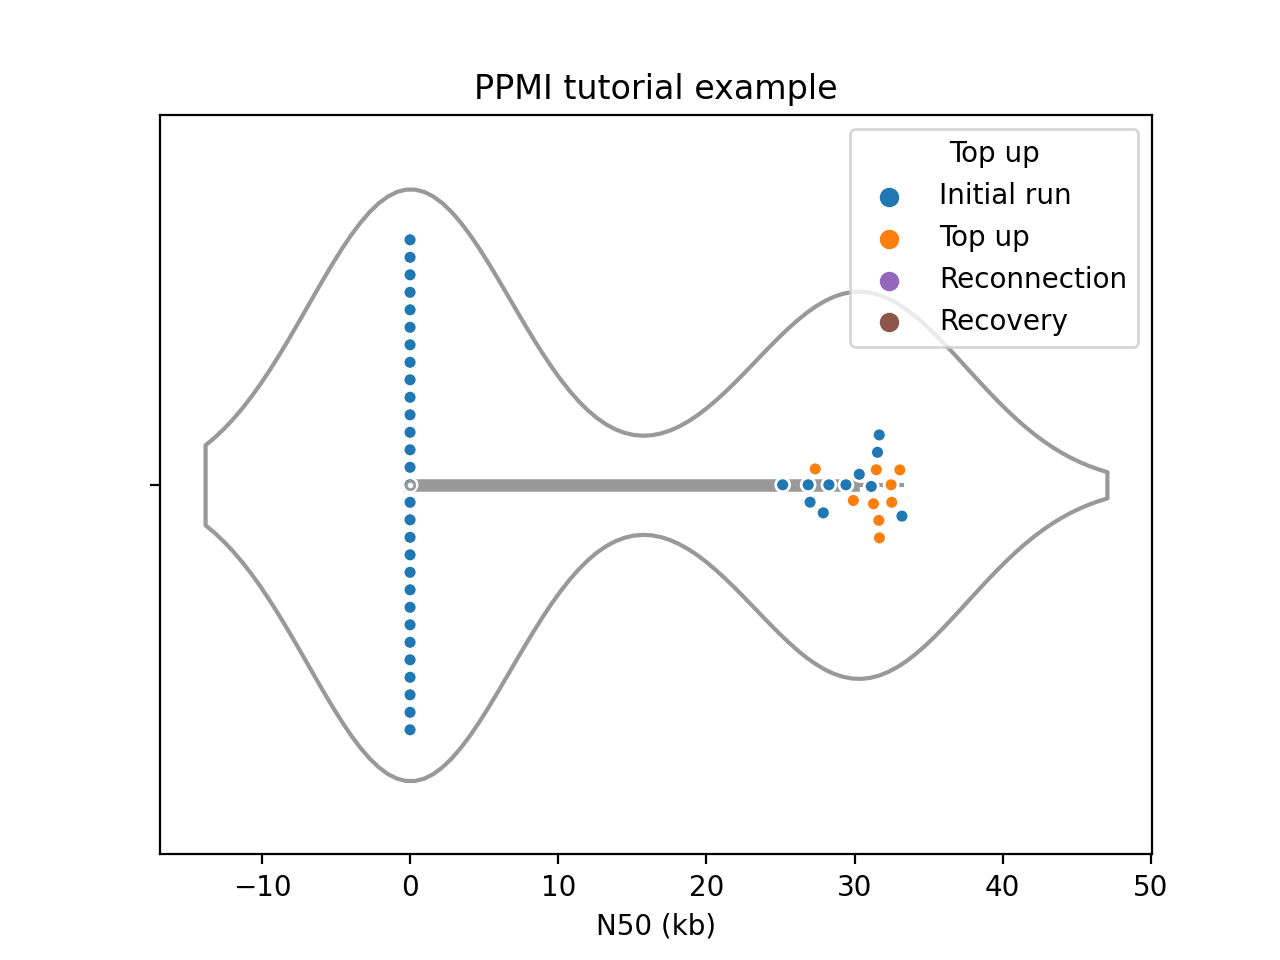 PPMI tutorial example
Top up
Initial run
Top up
Reconnection
Recovery
−10 0 10 20 30 40 50
N50 (kb)